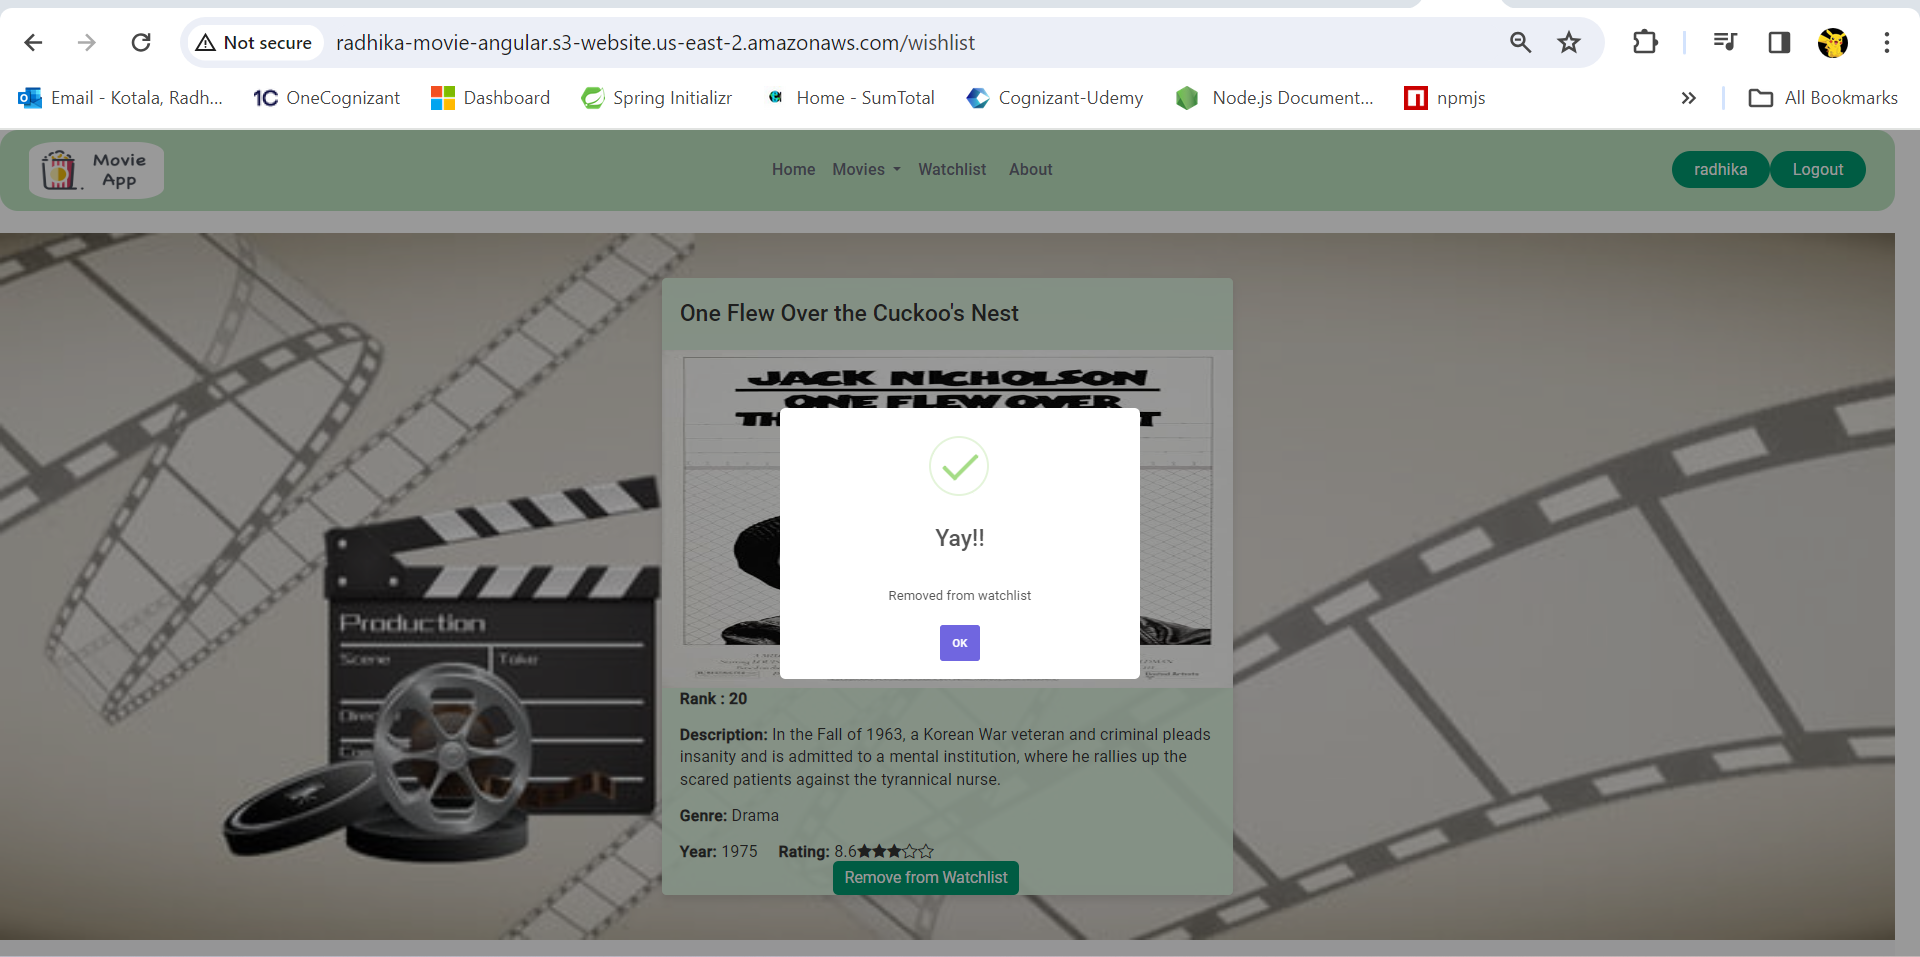 Not secure radhika-movie-angular.s3-website.us-east-2.amazonaws.com/wishlist
Email - Kotala, Radh... 1C OneCognizant Dashboard Spring Initializr Home - SumTotal Cognizant-Udemy Node.js Document... npmjs » All Bookmarks
Movie App
Home Movies Watchlist About radhika Logout
One Flew Over the Cuckoo's Nest
JACK NICHOLSON
ONE FLEW OVER
Yay!!
Removed from watchlist
OK
Production
Scene Take
Rank : 20
Description: In the Fall of 1963, a Korean War veteran and criminal pleads
insanity and is admitted to a mental institution, where he rallies up the
scared patients against the tyrannical nurse.
Genre: Drama
Year: 1975 Rating: 8.6
Remove from Watchlist